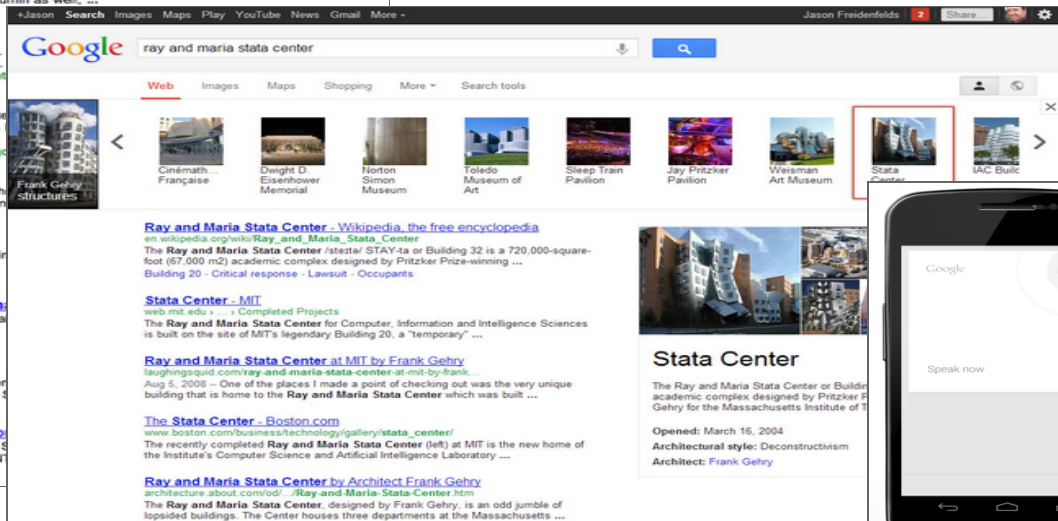 +Jason Search Images Maps Play YouTube News Gmail More
Jason Freidenfelds 2 Share...
Google
ray and maria stata center
Web Images Maps Shopping More Search tools
Frank Gehry
structures
Cinémath...
Française
Dwight D.
Eisenhower
Memorial
Norton
Simon
Museum
Toledo
Museum of
Art
Sleep Train
Pavilion
Jay Pritzker
Pavilion
Weisman
Art Museum
Stata
Center
IAC Build
Ray and Maria Stata Center - Wikipedia, the free encyclopedia
en.wikipedia.org/wiki/Ray_and_Maria_Stata_Center
The Ray and Maria Stata Center /steɪtə/ STAY-ta or Building 32 is a 720,000-square-
foot (67,000 m2) academic complex designed by Pritzker Prize-winning ...
Building 20 - Critical response - Lawsuit - Occupants
Stata Center - MIT
web.mit.edu › ... › Completed Projects
The Ray and Maria Stata Center for Computer, Information and Intelligence Sciences
is built on the site of MIT's legendary Building 20, a "temporary" ...
Ray and Maria Stata Center at MIT by Frank Gehry
laughingsquid.com/ray-and-maria-stata-center-at-mit-by-frank...
Aug 5, 2008 – One of the places I made a point of checking out was the very unique
building that is home to the Ray and Maria Stata Center which was built ...
The Stata Center - Boston.com
www.boston.com/business/technology/gallery/stata_center/
The recently completed Ray and Maria Stata Center (left) at MIT is the new home of
the Institute's Computer Science and Artificial Intelligence Laboratory ...
Ray and Maria Stata Center by Architect Frank Gehry
architecture.about.com/od/.../Ray-and-Maria-Stata-Center.htm
The Ray and Maria Stata Center, designed by Frank Gehry, is an odd jumble of
lopsided buildings. The Center houses three departments at the Massachusetts ...
Stata Center
The Ray and Maria Stata Center or Buildin
academic complex designed by Pritzker P
Gehry for the Massachusetts Institute of T
Opened: March 16, 2004
Architectural style: Deconstructivism
Architect: Frank Gehry
Google
Speak now